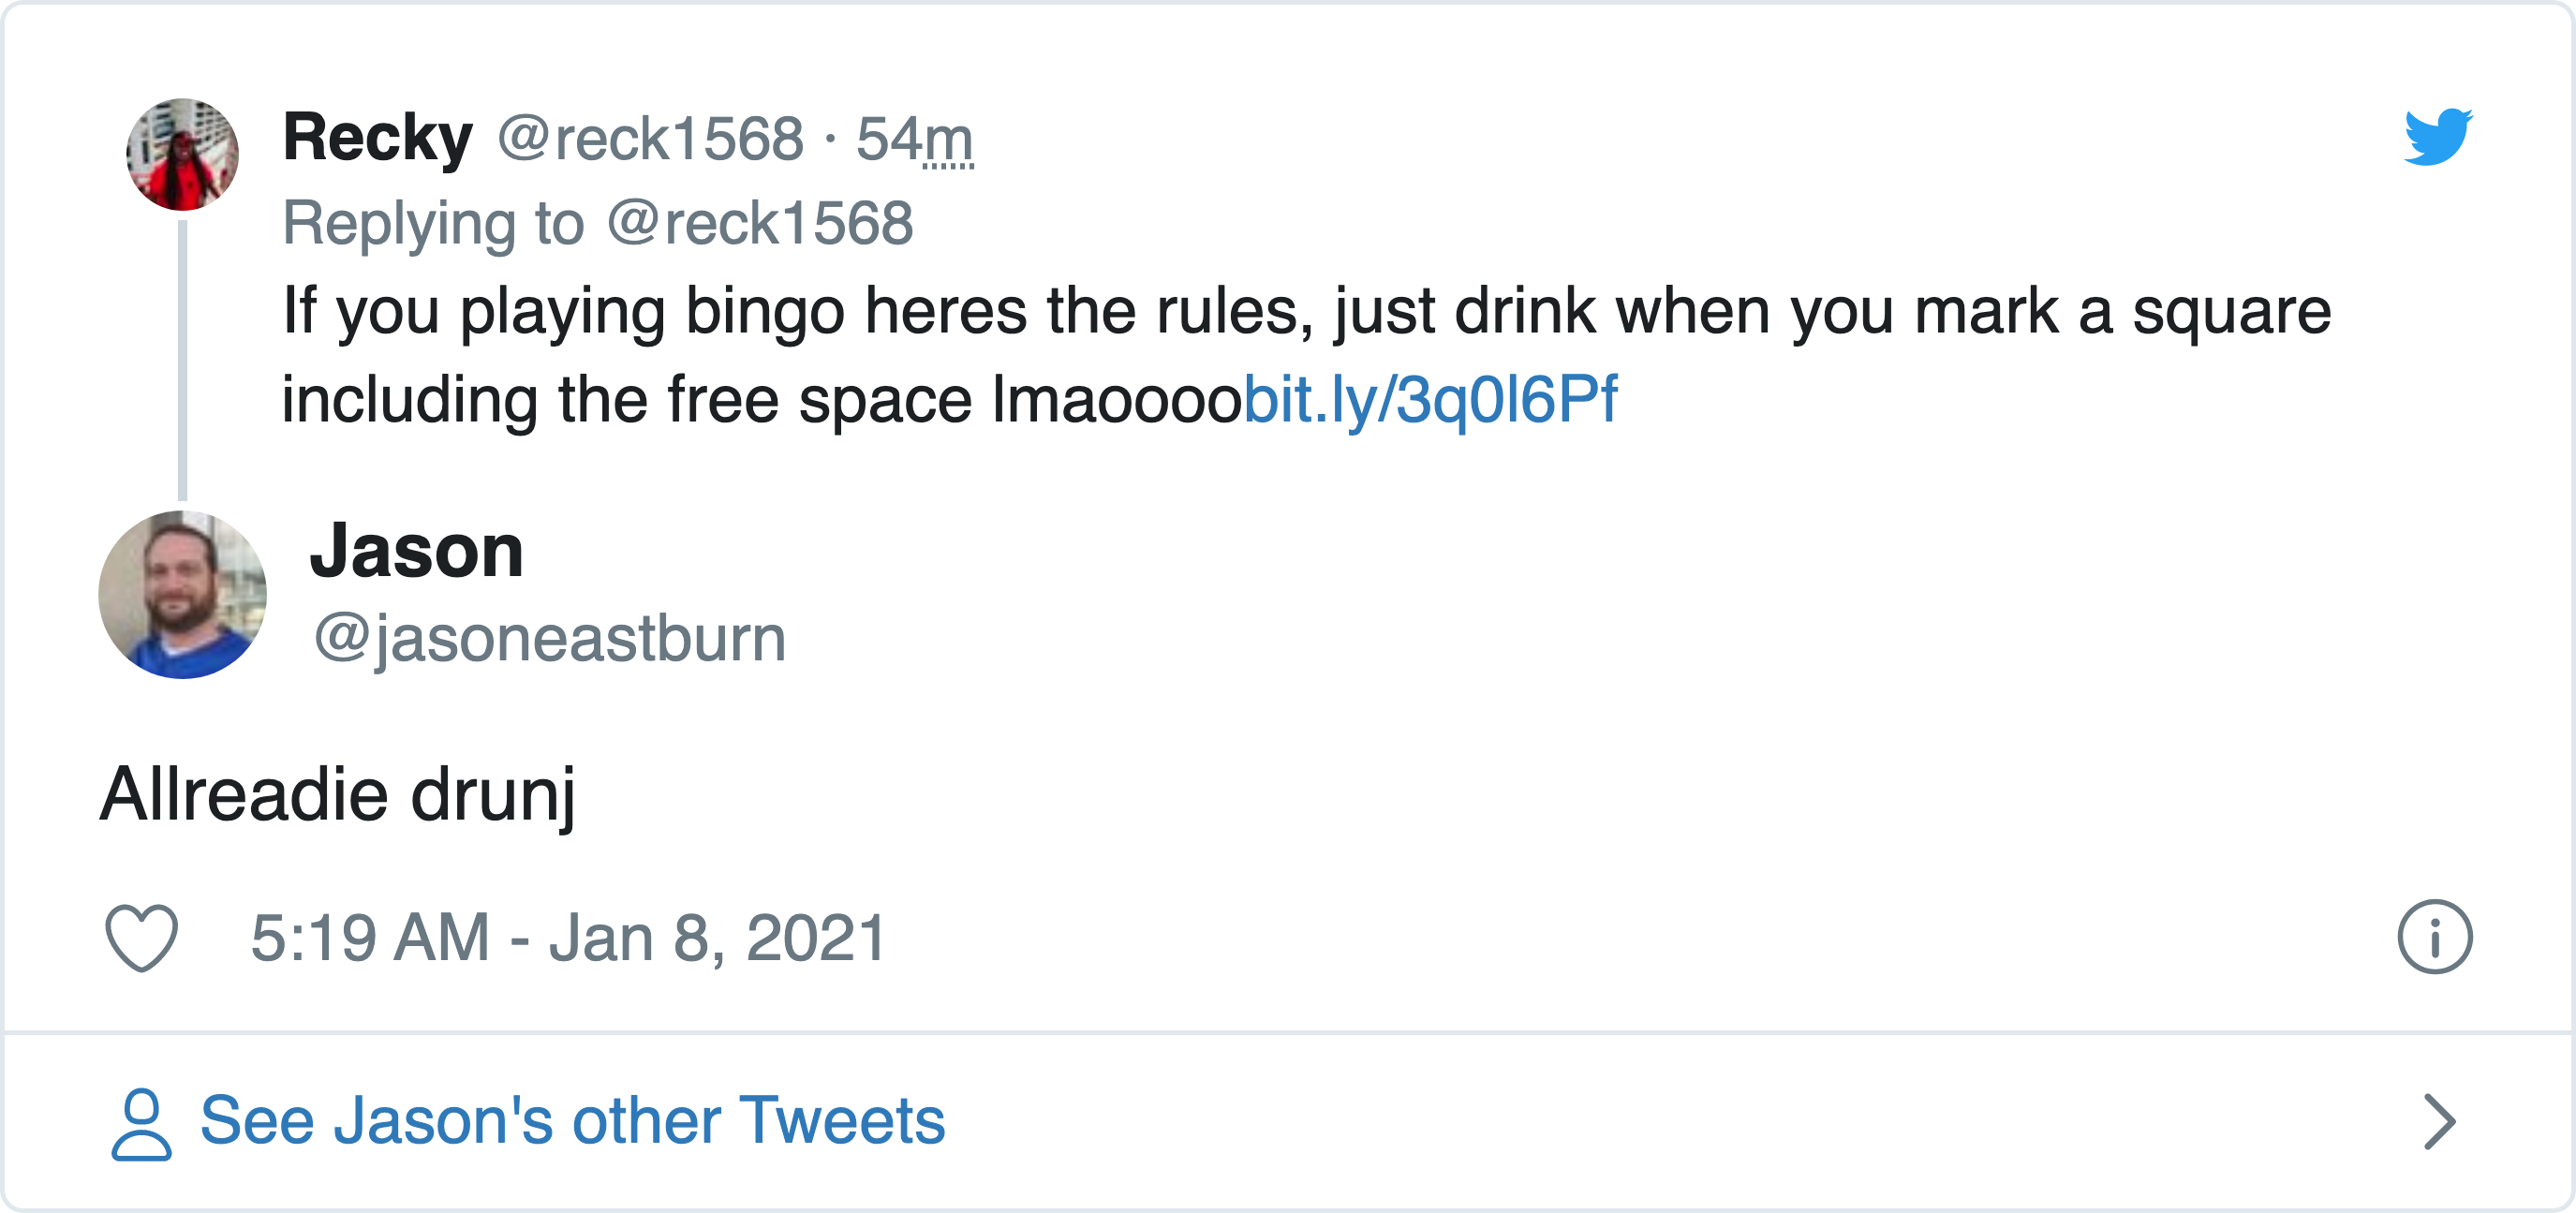 Recky @reck1568 · 54m
Replying to @reck1568
If you playing bingo heres the rules, just drink when you mark a square
including the free space lmaoooobit.ly/3q0l6Pf
Jason
@jasoneastburn
Allreadie drunj
5:19 AM - Jan 8, 2021
See Jason's other Tweets